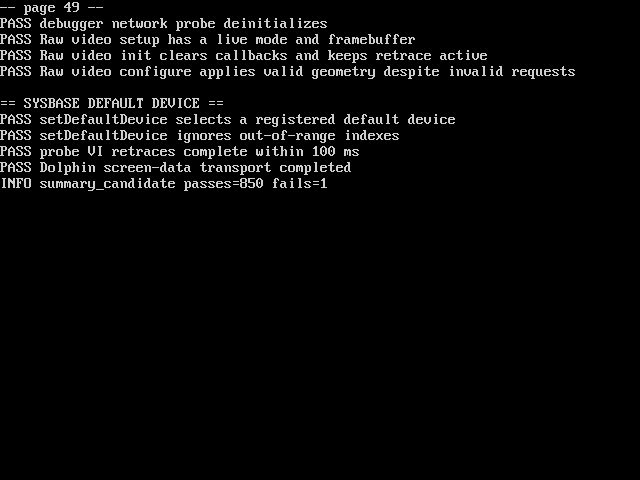 -- page 49 --
PASS debugger network probe deinitializes
PASS Raw video setup has a live mode and framebuffer
PASS Raw video init clears callbacks and keeps retrace active
PASS Raw video configure applies valid geometry despite invalid requests

== SYSBASE DEFAULT DEVICE ==
PASS setDefaultDevice selects a registered default device
PASS setDefaultDevice ignores out-of-range indexes
PASS probe VI retraces complete within 100 ms
PASS Dolphin screen-data transport completed
INFO summary_candidate passes=850 fails=1